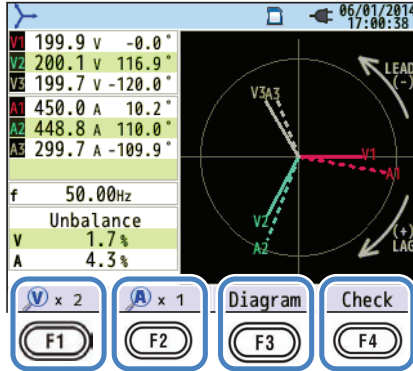 06/01/2014
17:00:38
V1 199.9 V -0.0°
V2 200.1 V 116.9°
V3 199.7 V -120.0°
A1 450.0 A 10.2°
A2 448.8 A 110.0°
A3 299.7 A -109.9°
f 50.00Hz
Unbalance
V 1.7%
A 4.3%
LEAD
(-)
V3 A3
V1
A1
V2
A2
(+)
LAG
V x 2
A x 1
Diagram
Check
F1
F2
F3
F4